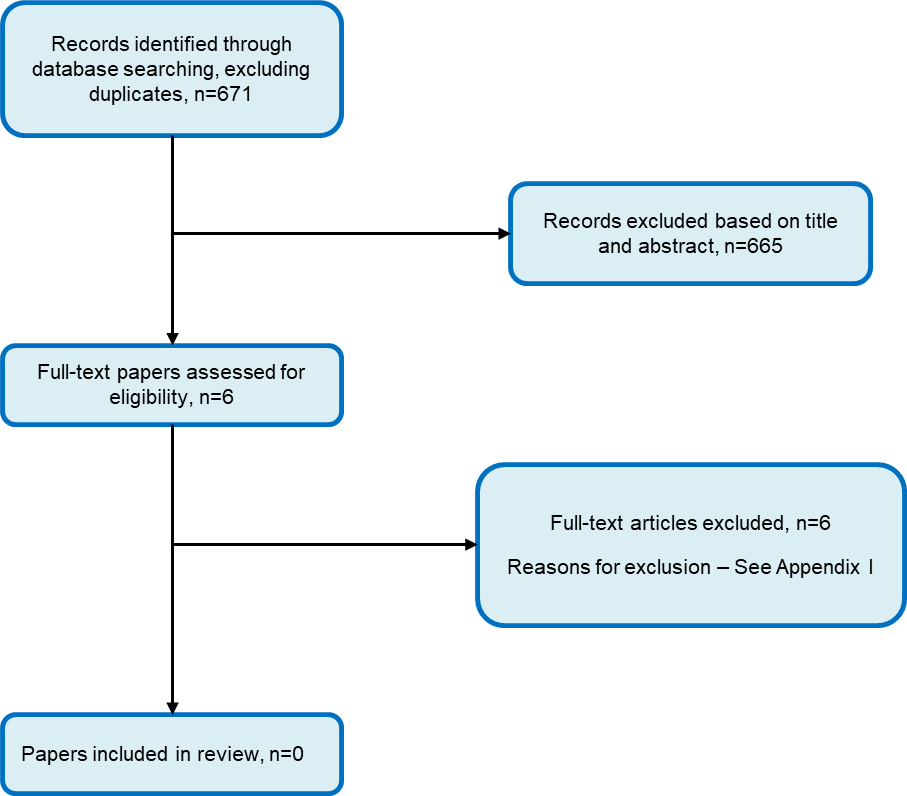 Records identified through
database searching, excluding
duplicates, n=671
Records excluded based on title
and abstract, n=665
Full-text papers assessed for
eligibility, n=6
Full-text articles excluded, n=6
Reasons for exclusion – See Appendix I
Papers included in review, n=0